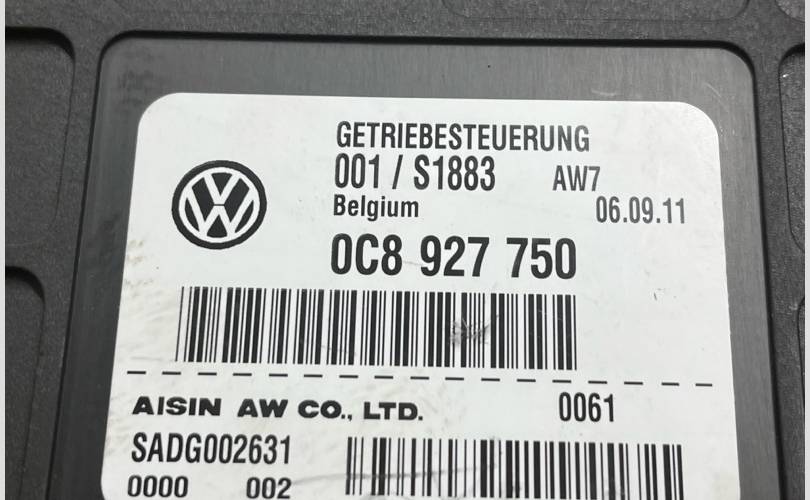 GETRIEBESTEUERUNG
001 / S1883 AW7
Belgium 06.09.11
0C8 927 750
AISIN AW CO., LTD. 0061
SADG002631
0000 002